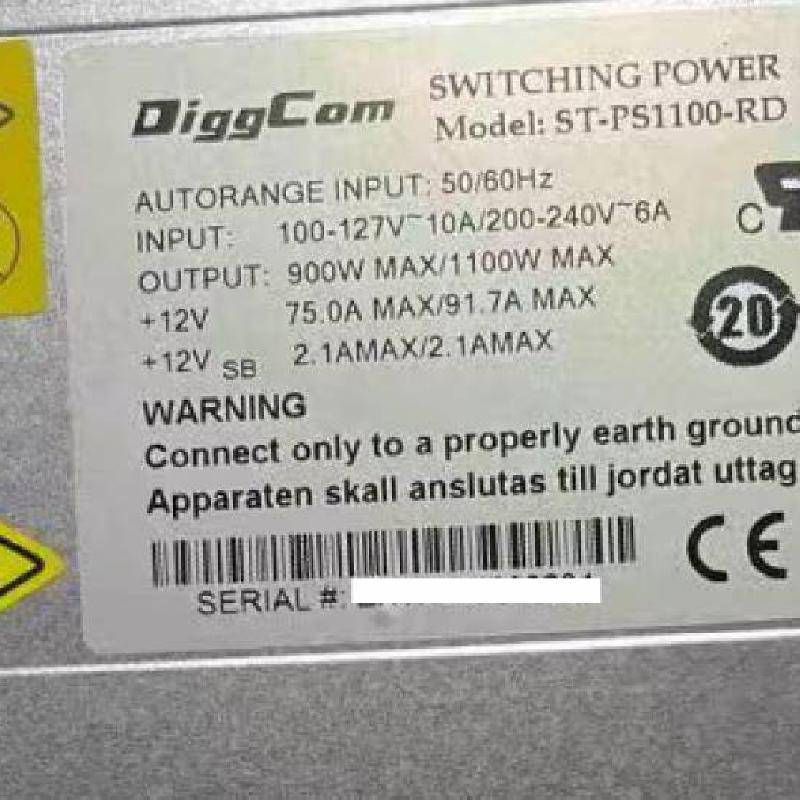 DiggCom
SWITCHING POWER
Model: ST-PS1100-RD
AUTORANGE INPUT: 50/60Hz
INPUT: 100-127V~10A/200-240V~6A
OUTPUT: 900W MAX/1100W MAX
+12V 75.0A MAX/91.7A MAX
+12V SB 2.1AMAX/2.1AMAX
C
20
WARNING
Connect only to a properly earth ground
Apparaten skall anslutas till jordat uttag
CE
SERIAL #: